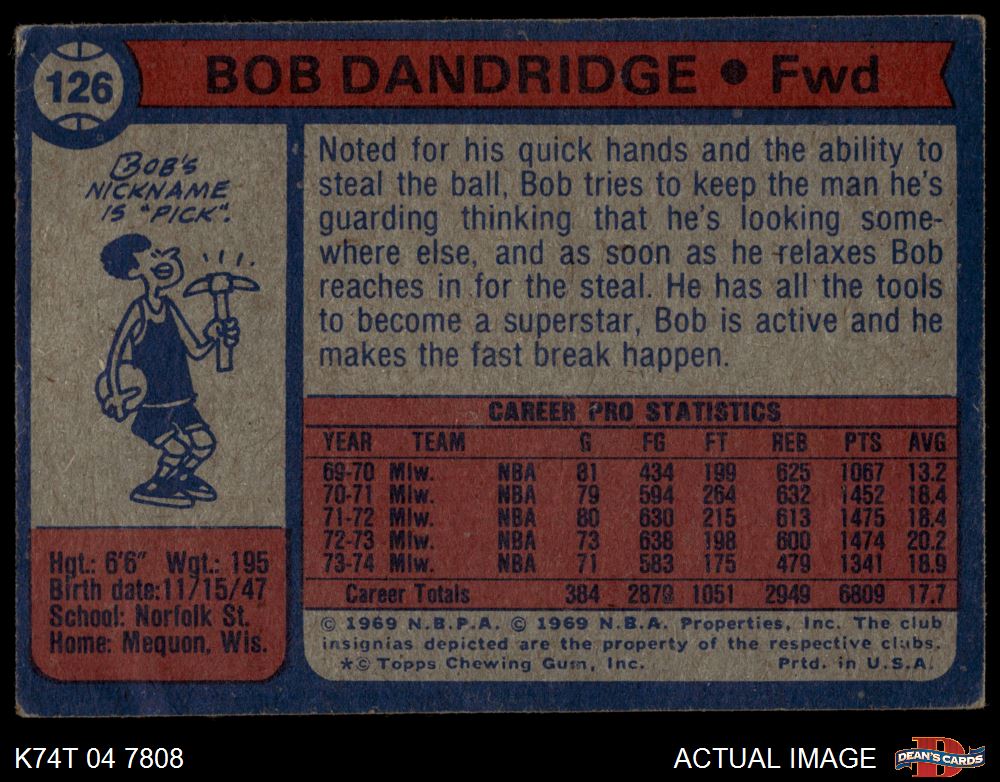 126
BOB DANDRIDGE • Fwd
BOB'S
NICKNAME
IS "PICK".
Noted for his quick hands and the ability to
steal the ball, Bob tries to keep the man he's
guarding thinking that he's looking some-
where else, and as soon as he relaxes Bob
reaches in for the steal. He has all the tools
to become a superstar, Bob is active and he
makes the fast break happen.
CAREER PRO STATISTICS
YEAR TEAM G FG FT REB PTS AVG
69-70 Mlw. NBA 81 434 199 625 1067 13.2
70-71 Mlw. NBA 79 594 264 632 1452 18.4
71-72 Mlw. NBA 80 630 215 613 1475 18.4
72-73 Mlw. NBA 73 638 198 600 1474 20.2
73-74 Mlw. NBA 71 583 175 479 1341 18.9
Career Totals 384 2879 1051 2949 6809 17.7
Hgt.: 6'6" Wgt.: 195
Birth date:11/15/47
School: Norfolk St.
Home: Mequon, Wis.
© 1969 N.B.P.A. © 1969 N.B.A. Properties, Inc. The club
insignias depicted are the property of the respective clubs.
*© Topps Chewing Gum, Inc. Prtd. in U.S.A.
K74T 04 7808
ACTUAL IMAGE
D
DEAN'S CARDS